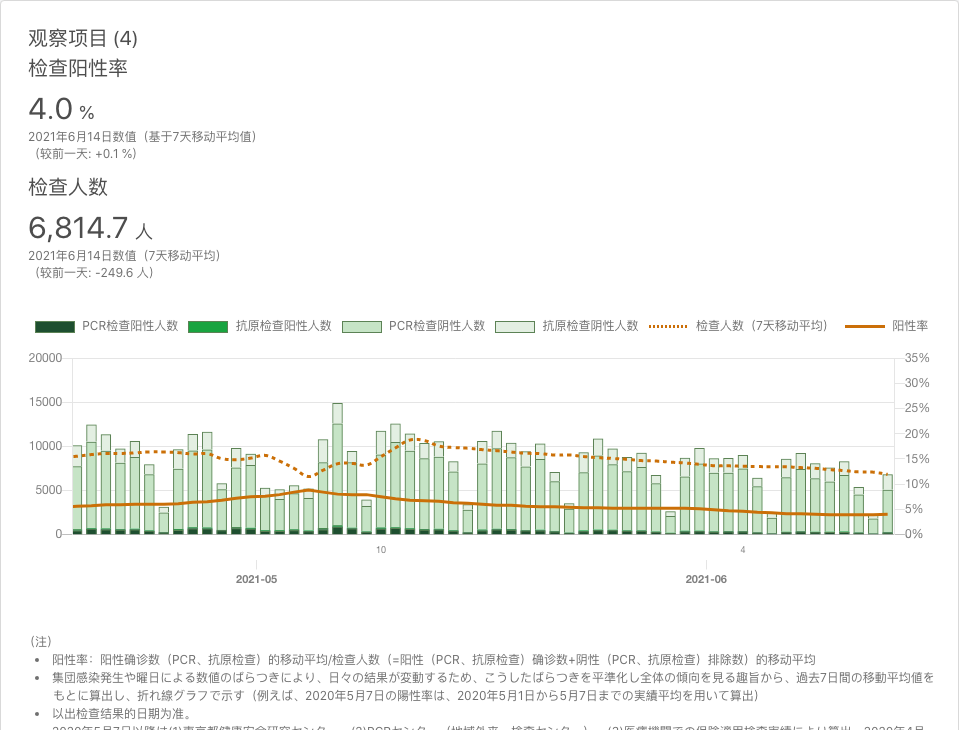 观察项目 (4)
检查阳性率
4.0 %
2021年6月14日数值（基于7天移动平均值）
（较前一天: +0.1 %）
检查人数
6,814.7 人
2021年6月14日数值（7天移动平均）
（较前一天: -249.6 人）
PCR检查阳性人数 抗原检查阳性人数 PCR检查阴性人数 抗原检查阴性人数 检查人数（7天移动平均） 阳性率
20000 35%
30%
15000 25%
10000 20%
15%
5000 10%
5%
0 0%
10 4
2021-05 2021-06
（注）
• 阳性率：阳性确诊数（PCR、抗原检查）的移动平均/检查人数（=阳性（PCR、抗原检查）确诊数+阴性（PCR、抗原检查）排除数）的移动平均
• 集団感染発生や曜日による数値のばらつきにより、日々の結果が変動するため、こうしたばらつきを平準化し全体の傾向を見る趣旨から、過去7日間の移動平均値を
もとに算出し、折れ線グラフで示す（例えば、2020年5月7日の陽性率は、2020年5月1日から5月7日までの実績平均を用いて算出）
• 以出检查结果的日期为准。